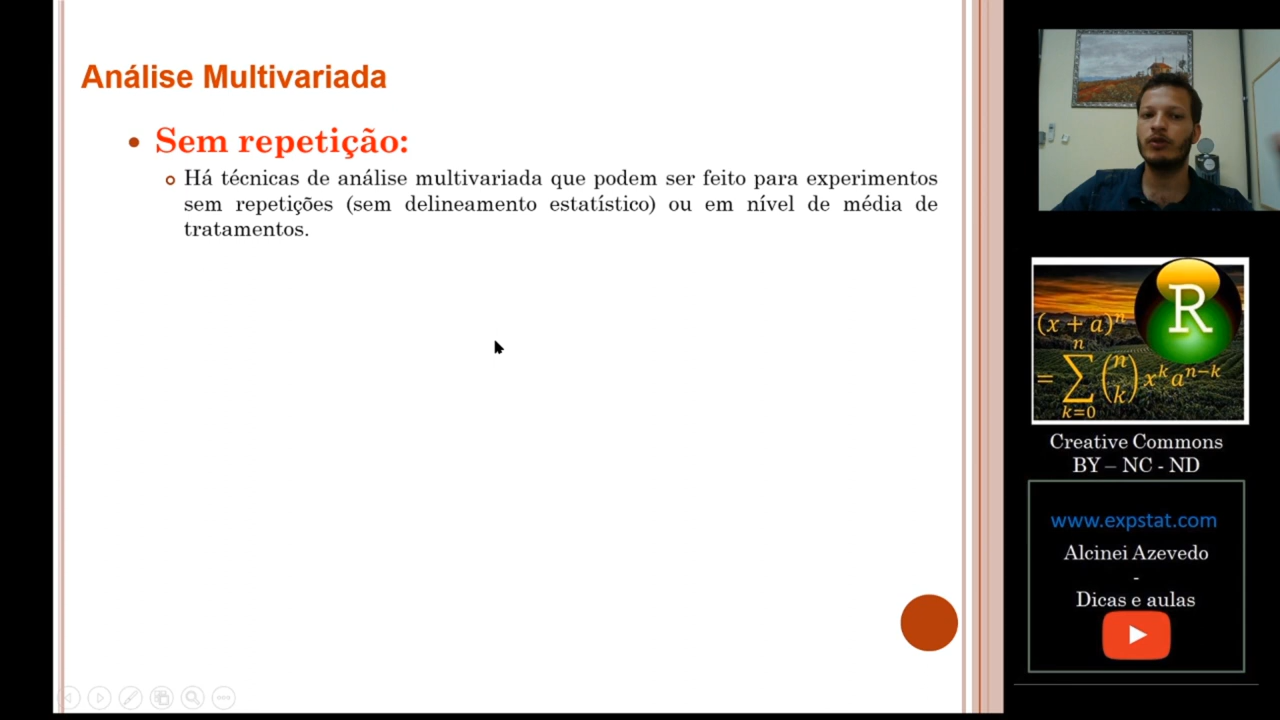 Análise Multivariada
Sem repetição:
Há técnicas de análise multivariada que podem ser feito para experimentos
sem repetições (sem delineamento estatístico) ou em nível de média de
tratamentos.
R
(x + a)^n
= ∑_{k=0}^{n} (n k) x^k a^{n-k}
Creative Commons
BY – NC - ND
www.expstat.com
Alcinei Azevedo
-
Dicas e aulas